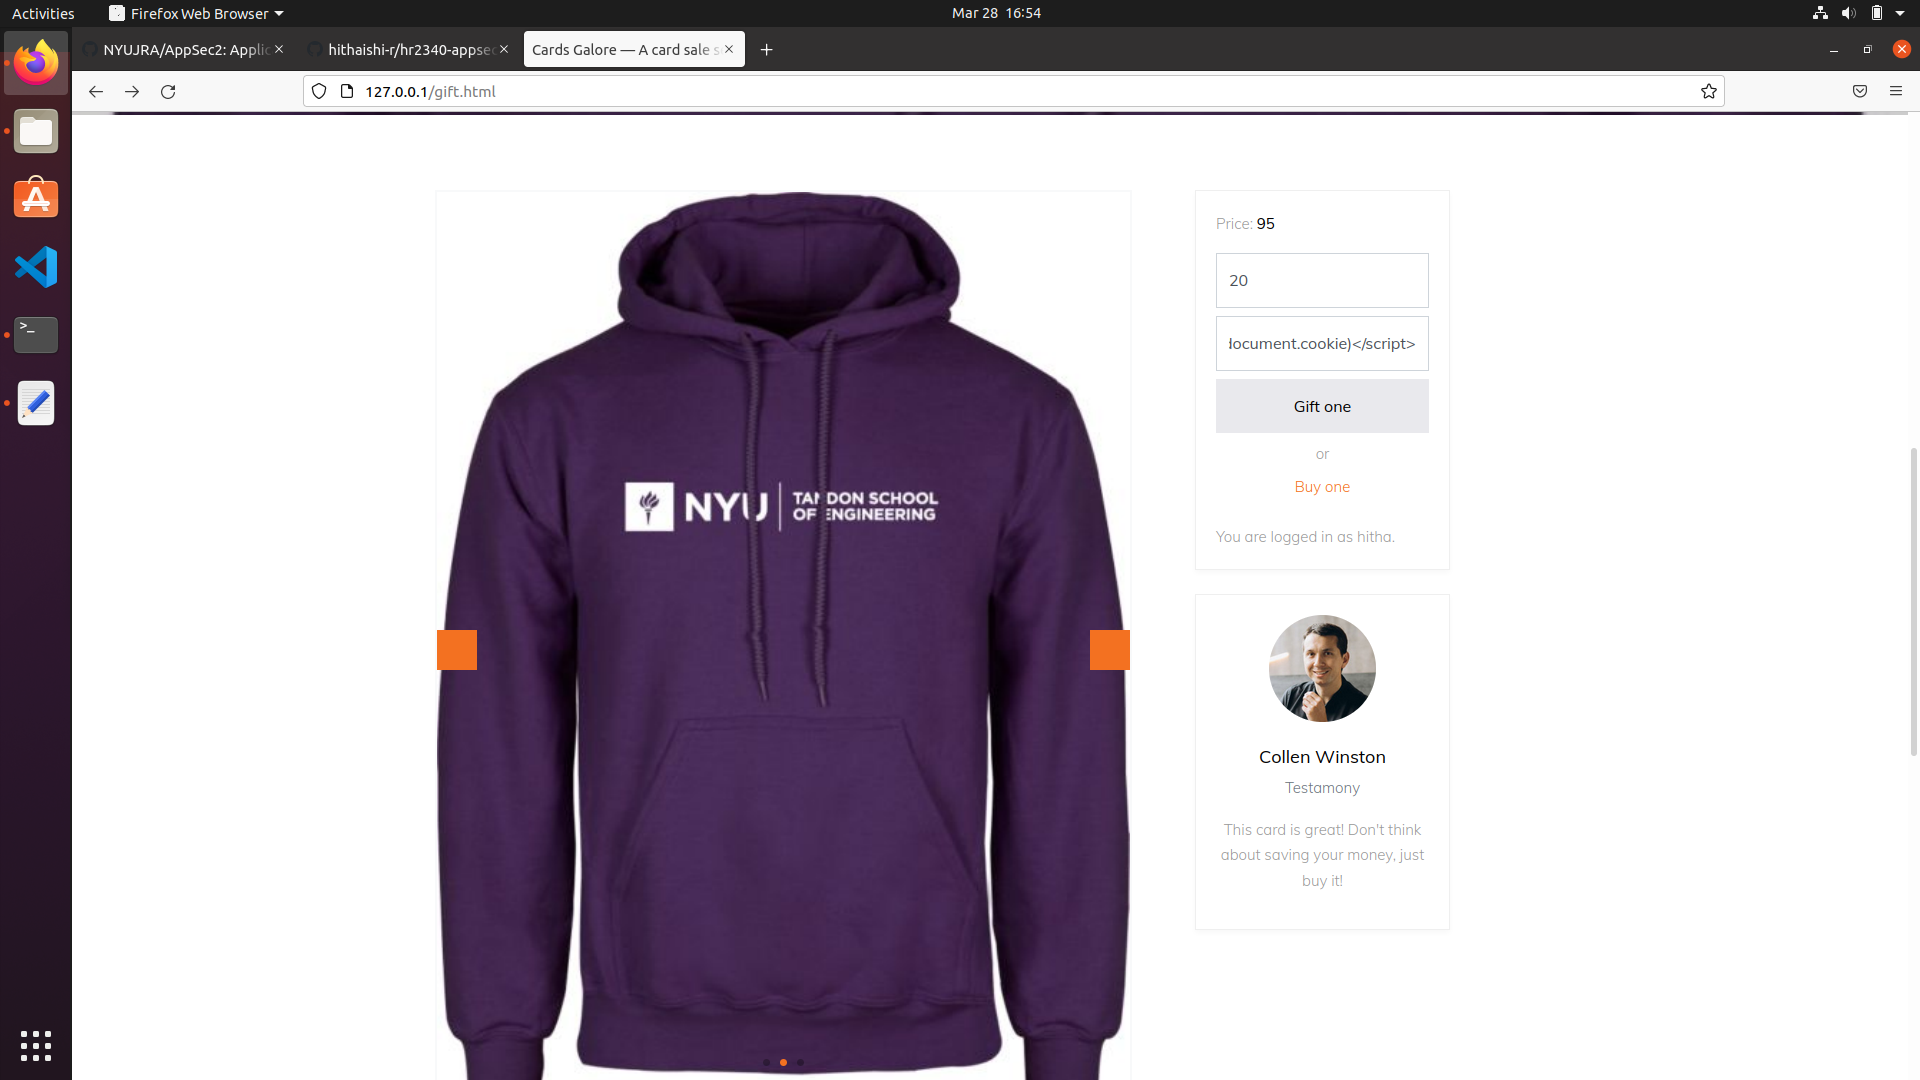 Activities
Firefox Web Browser
Mar 28 16:54
NYUJRA/AppSec2: Applic
hithaishi-r/hr2340-appsec
Cards Galore — A card sale s
127.0.0.1/gift.html
Price: 95
20
document.cookie)</script>
Gift one
or
Buy one
You are logged in as hitha.
NYU
TANDON SCHOOL
OF ENGINEERING
Collen Winston
Testamony
This card is great! Don't think
about saving your money, just
buy it!